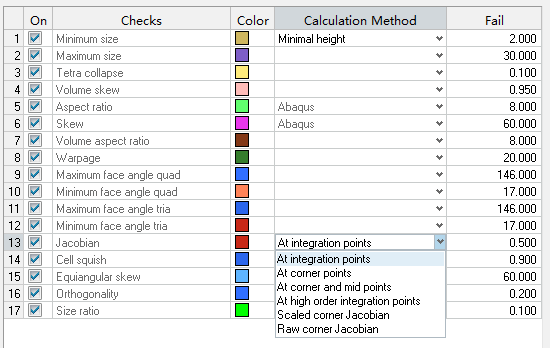 On Checks Color Calculation Method Fail
1 Minimum size Minimal height 2.000
2 Maximum size 30.000
3 Tetra collapse 0.100
4 Volume skew 0.950
5 Aspect ratio Abaqus 8.000
6 Skew Abaqus 60.000
7 Volume aspect ratio 8.000
8 Warpage 20.000
9 Maximum face angle quad 146.000
10 Minimum face angle quad 17.000
11 Maximum face angle tria 146.000
12 Minimum face angle tria 17.000
13 Jacobian At integration points 0.500
14 Cell squish At integration points 0.900
15 Equiangular skew At corner points 60.000
At corner and mid points
16 Orthogonality At high order integration points 0.200
17 Size ratio Scaled corner Jacobian 0.100
Raw corner Jacobian